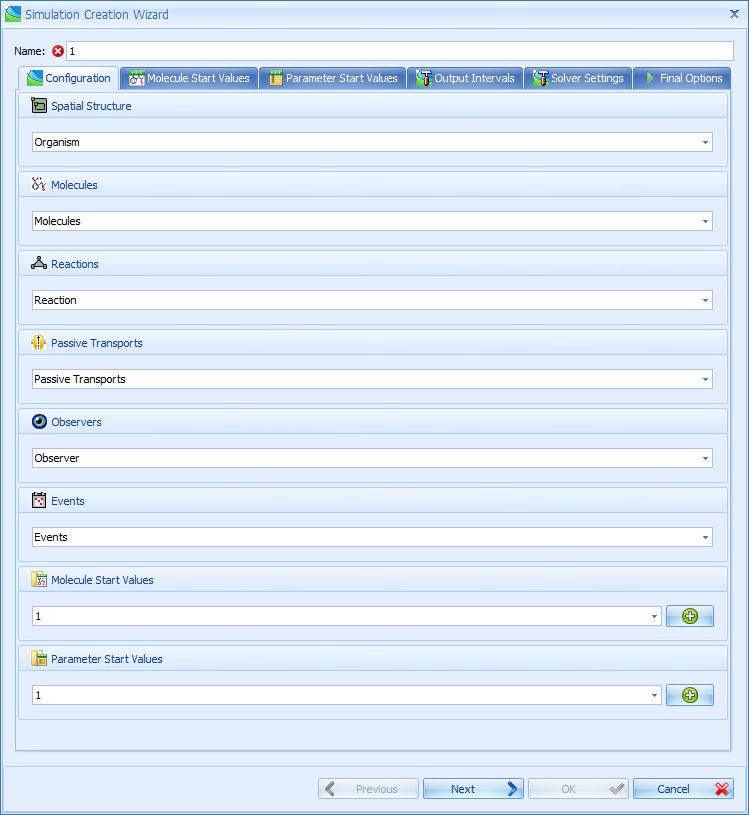 Simulation Creation Wizard
Name: 1
Configuration Molecule Start Values Parameter Start Values Output Intervals Solver Settings Final Options
Spatial Structure
Organism
Molecules
Molecules
Reactions
Reaction
Passive Transports
Passive Transports
Observers
Observer
Events
Events
Molecule Start Values
1
Parameter Start Values
1
Previous Next OK Cancel